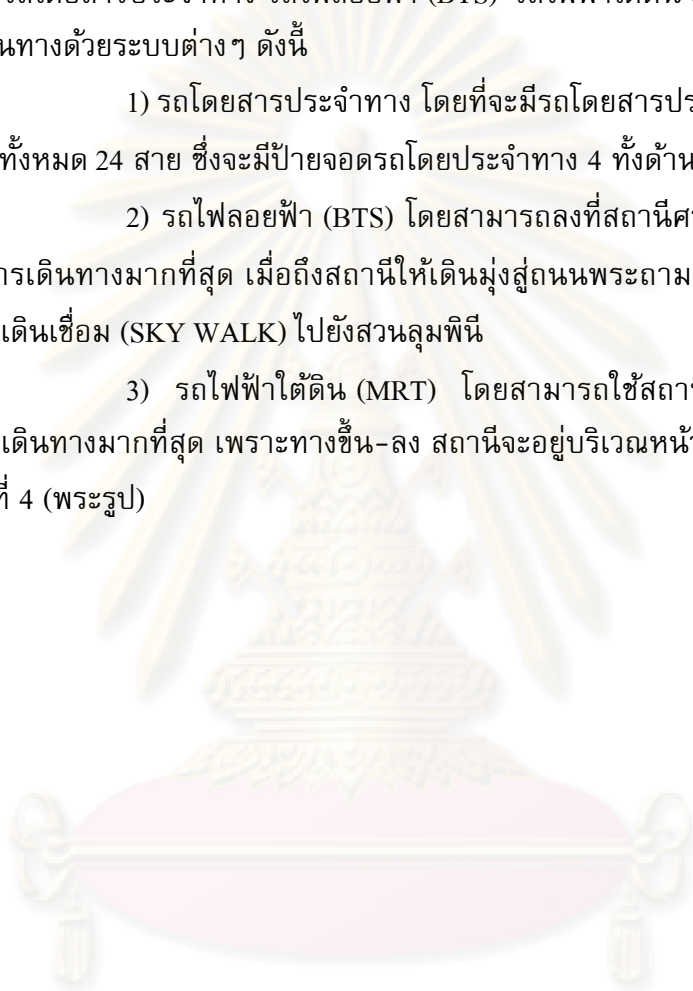 (BTS)
นทางด้วยระบบต่างๆ ดังนี้
1) รถโดยสารประจำทาง โดยที่จะมีรถโดยสารปร
ทั้งหมด 24 สาย ซึ่งจะมีป้ายจอดรถโดยประจำทาง 4 ทั้งด้าน
2) รถไฟลอยฟ้า (BTS) โดยสามารถลงที่สถานีศา
ารเดินทางมากที่สุด เมื่อถึงสถานีให้เดินมุ่งสู่ถนนพระถาม
เดินเชื่อม (SKY WALK) ไปยังสวนลุมพินี
3) รถไฟฟ้าใต้ดิน (MRT) โดยสามารถใช้สถาน
เดินทางมากที่สุด เพราะทางขึ้น-ลง สถานีจะอยู่บริเวณหน้า
ที่ 4 (พระรูป)